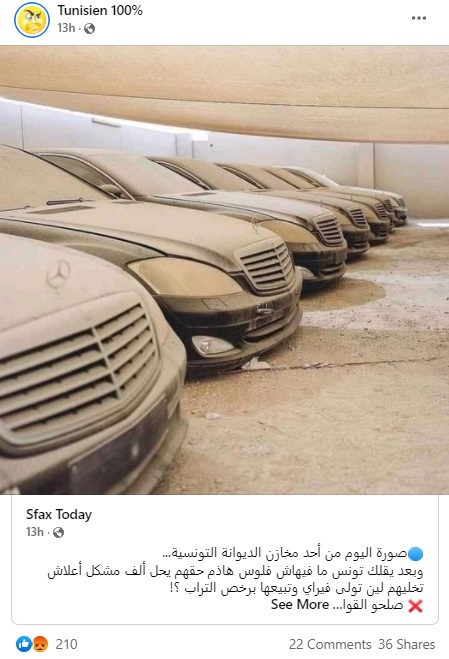 Tunisien 100%
13h
Sfax Today
13h
صورة اليوم من أحد مخازن الديوانة التونسية...
وبعد يقلك تونس ما فيهاش فلوس هاذم حقهم يحل ألف مشكل أعلاش
تخليهم لين تولى فيراي وتبيعها برخص التراب ؟!
❌ صلحو القوا... See More
210
22 Comments 36 Shares